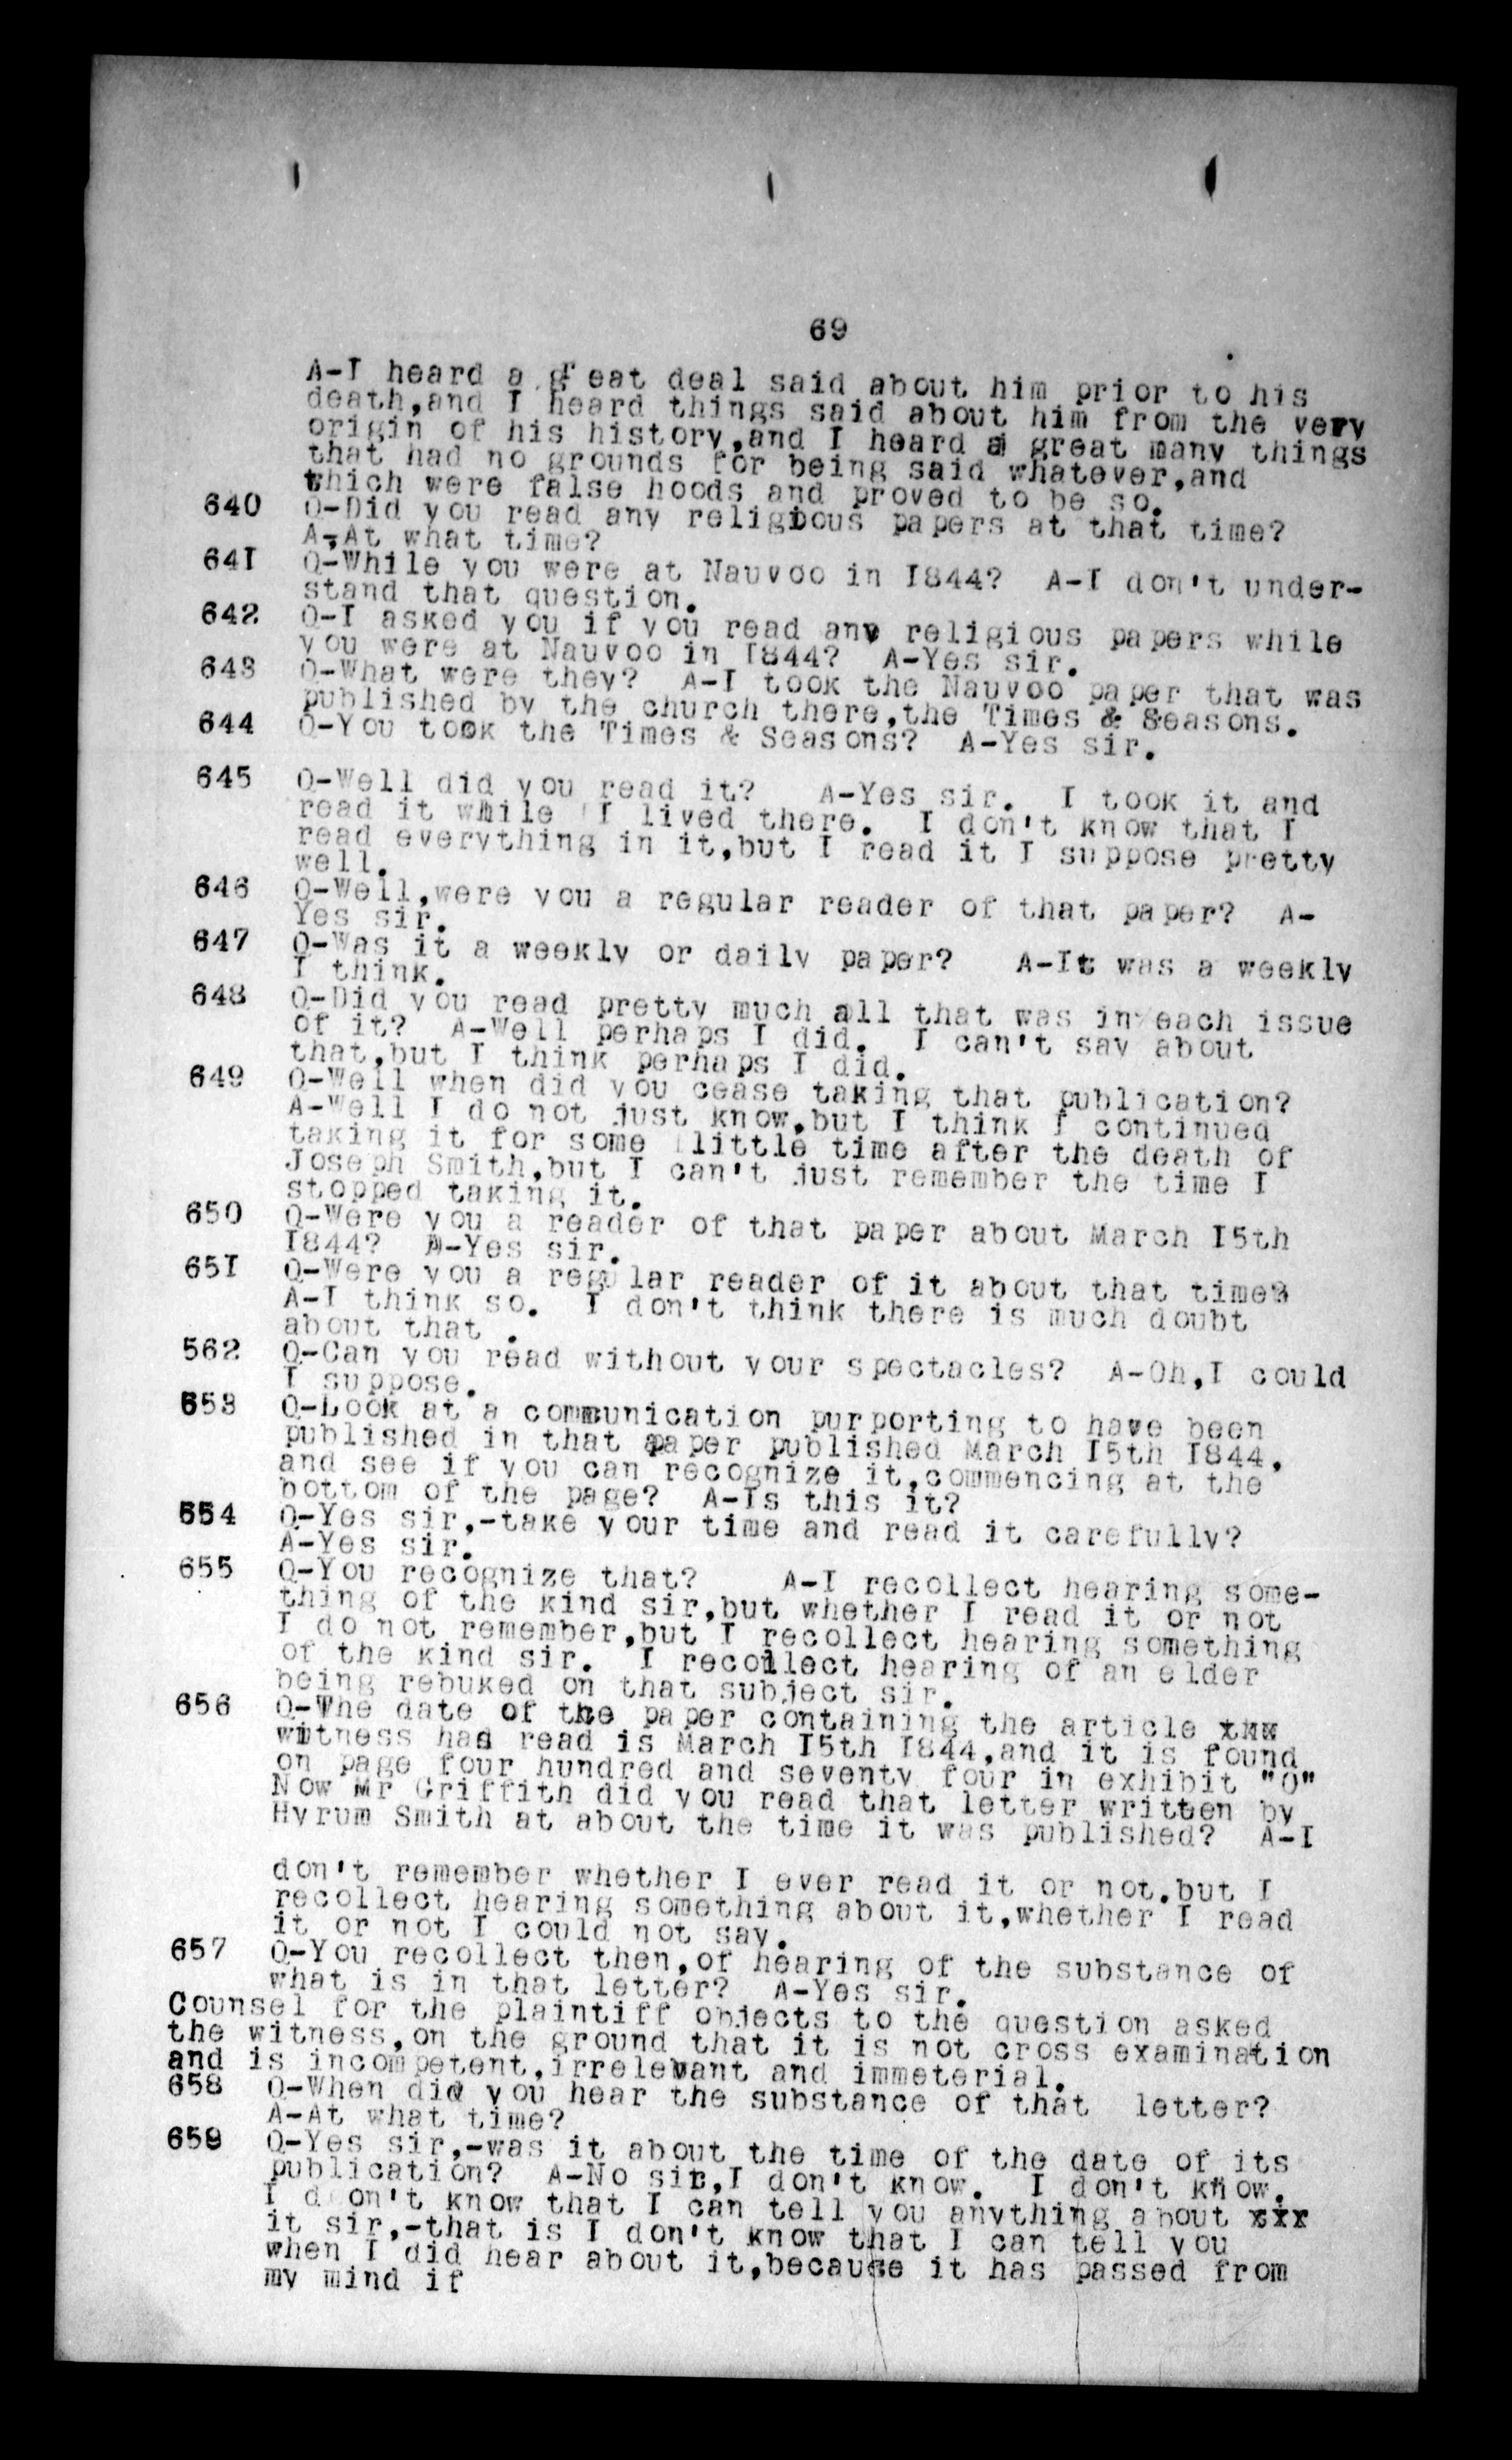 69
A-I heard a great deal said about him prior to his
death,and I heard things said about him from the very
origin of his history,and I heard a great many things
that had no grounds for being said whatever,and
which were false hoods and proved to be so.
640 Q-Did you read any religious papers at that time?
A-At what time?
641 Q-While you were at Nauvoo in 1844? A-I don't under-
stand that question.
642 Q-I asked you if you read any religious papers while
you were at Nauvoo in 1844? A-Yes sir.
643 Q-What were they? A-I took the Nauvoo paper that was
published by the church there,the Times & Seasons.
644 Q-You took the Times & Seasons? A-Yes sir.
645 Q-Well did you read it? A-Yes sir. I took it and
read it while I lived there. I don't know that I
read everything in it,but I read it I suppose pretty
well.
646 Q-Well,were you a regular reader of that paper? A-
Yes sir.
647 Q-Was it a weekly or daily paper? A-It was a weekly
I think.
648 Q-Did you read pretty much all that was in each issue
of it? A-Well perhaps I did. I can't say about
that,but I think perhaps I did.
649 Q-Well when did you cease taking that publication?
A-Well I do not just know,but I think I continued
taking it for some little time after the death of
Joseph Smith,but I can't just remember the time I
stopped taking it.
650 Q-Were you a reader of that paper about March 15th
1844? A-Yes sir.
651 Q-Were you a regular reader of it about that time?
A-I think so. I don't think there is much doubt
about that .
562 Q-Can you read without your spectacles? A-Oh,I could
I suppose.
653 Q-Look at a communication purporting to have been
published in that paper published March 15th 1844,
and see if you can recognize it,commencing at the
bottom of the page? A-Is this it?
654 Q-Yes sir,-take your time and read it carefully?
A-Yes sir.
655 Q-You recognize that? A-I recollect hearing some-
thing of the kind sir,but whether I read it or not
I do not remember,but I recollect hearing something
of the kind sir. I recollect hearing of an elder
being rebuked on that subject sir.
656 Q-The date of the paper containing the article xxx
witness has read is March 15th 1844,and it is found
on page four hundred and seventy four in exhibit "O"
Now Mr Griffith did you read that letter written by
Hyrum Smith at about the time it was published? A-I
don't remember whether I ever read it or not,but I
recollect hearing something about it,whether I read
it or not I could not say.
657 Q-You recollect then,of hearing of the substance of
what is in that letter? A-Yes sir.
Counsel for the plaintiff objects to the question asked
the witness,on the ground that it is not cross examination
and is incompetent,irrelevant and immeterial.
658 Q-When did you hear the substance of that letter?
A-At what time?
659 Q-Yes sir,-was it about the time of the date of its
publication? A-No sir,I don't know. I don't know.
I don't know that I can tell you anything about xxx
it sir,-that is I don't know that I can tell you
when I did hear about it,because it has passed from
my mind if